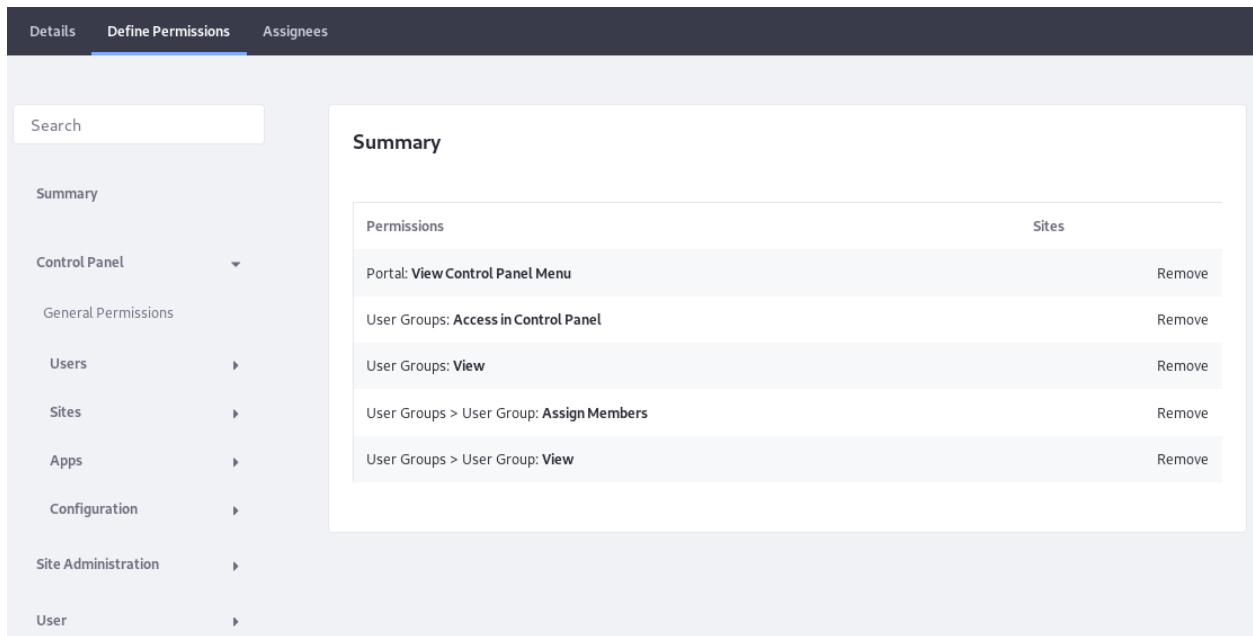 Details Define Permissions Assignees
Search
Summary
Control Panel
General Permissions
Users
Sites
Apps
Configuration
Site Administration
User
Summary
Permissions Sites
Portal: View Control Panel Menu Remove
User Groups: Access in Control Panel Remove
User Groups: View Remove
User Groups > User Group: Assign Members Remove
User Groups > User Group: View Remove